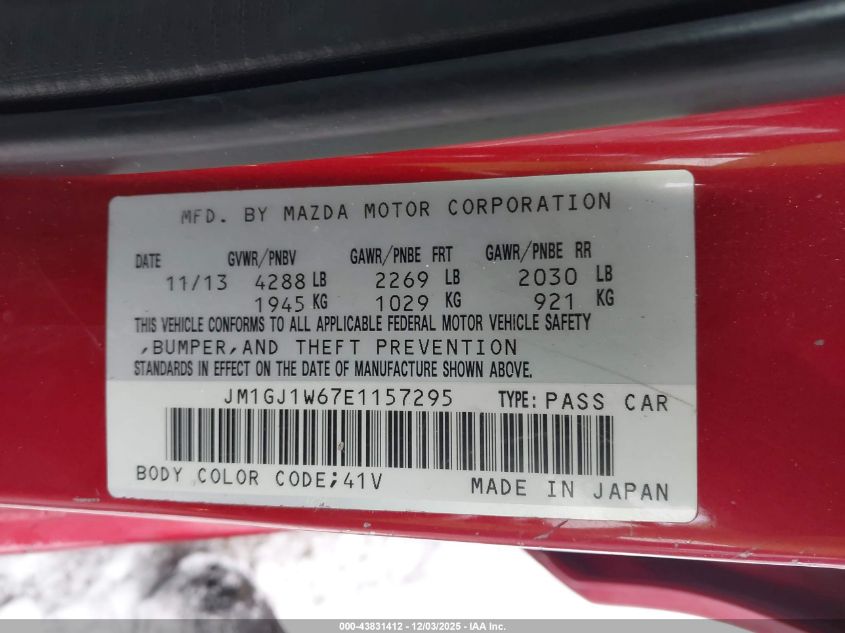 MFD. BY MAZDA MOTOR CORPORATION
DATE GVWR/PNBV GAWR/PNBE FRT GAWR/PNBE RR
11/13 4288 LB 2269 LB 2030 LB
1945 KG 1029 KG 921 KG
THIS VEHICLE CONFORMS TO ALL APPLICABLE FEDERAL MOTOR VEHICLE SAFETY
,BUMPER,AND THEFT PREVENTION
STANDARDS IN EFFECT ON THE DATE OF MANUFACTURE SHOWN ABOVE.
JM1GJ1W67E1157295 TYPE: PASS CAR
BODY COLOR CODE;41V MADE IN JAPAN
000-43831412 - 12/03/2025 - IAA Inc.